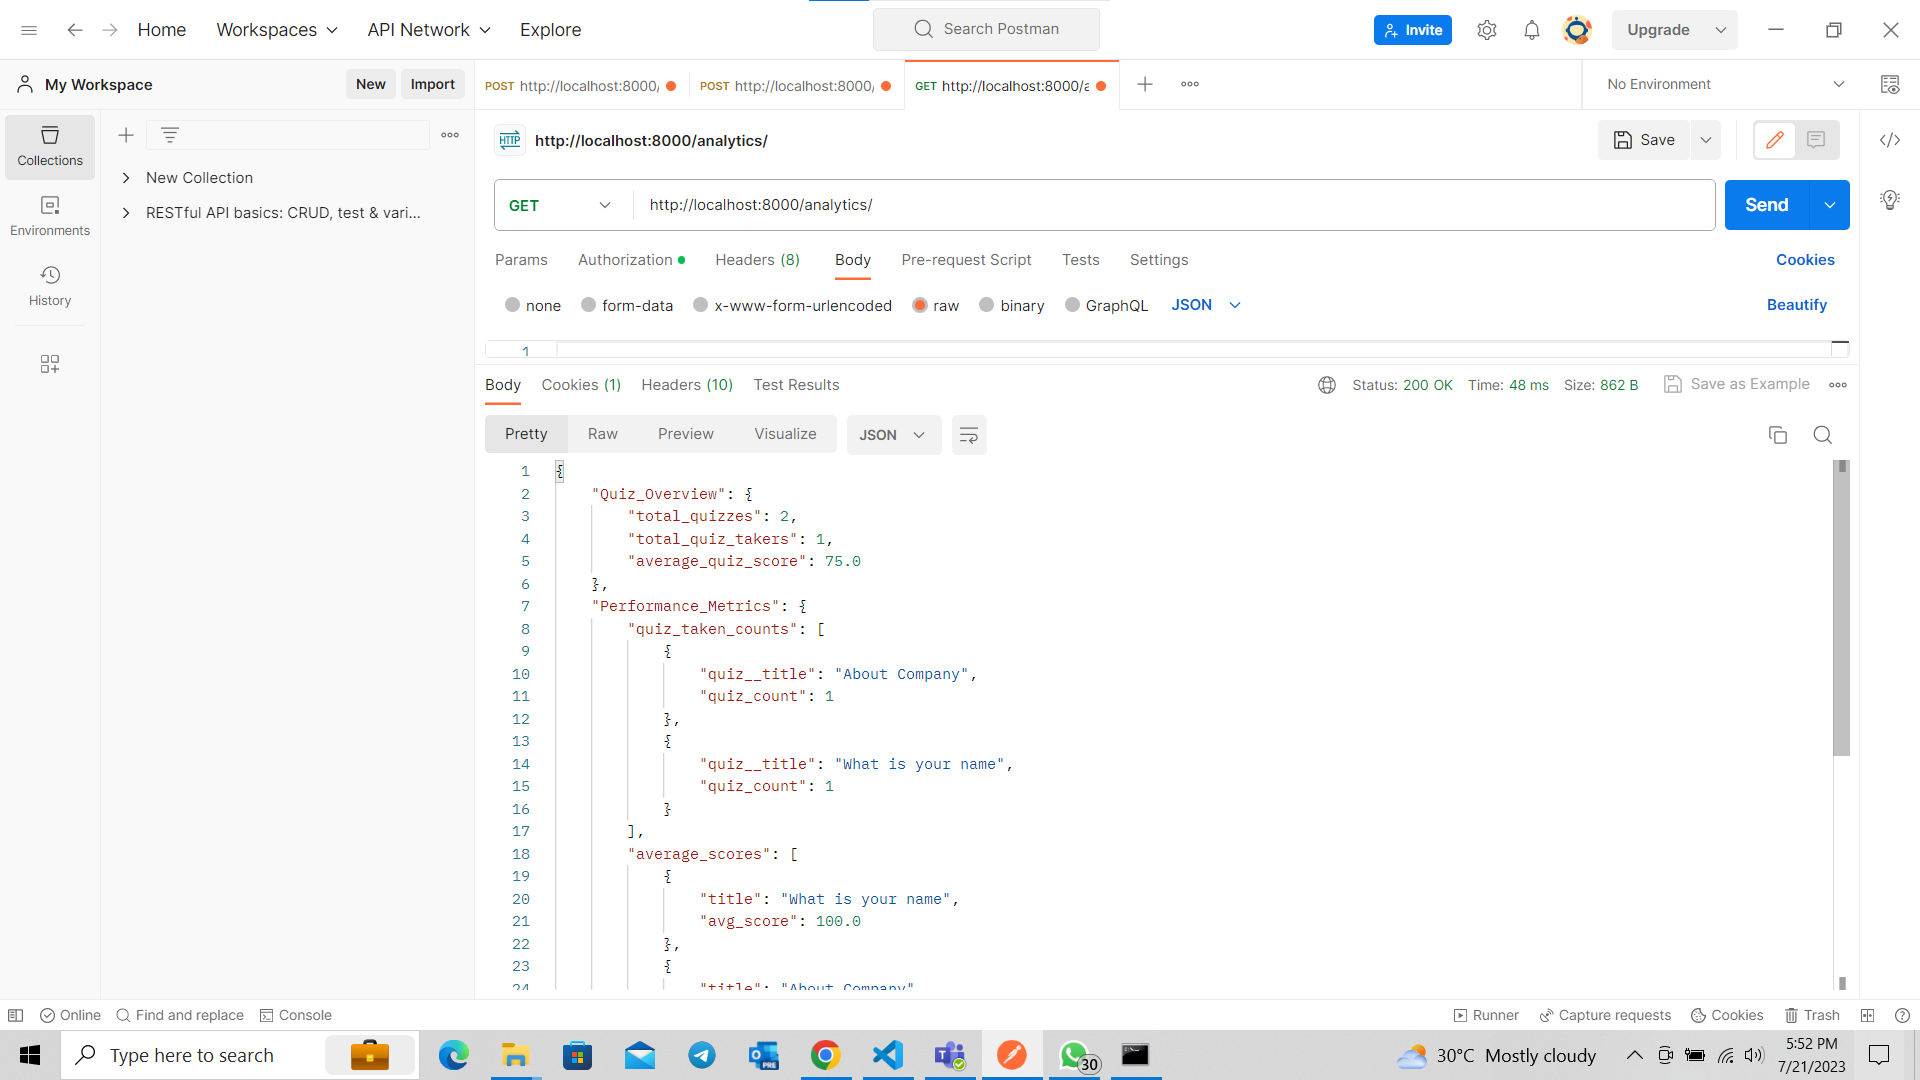 Home Workspaces API Network Explore Search Postman Invite Upgrade
My Workspace New Import POST http://localhost:8000/ POST http://localhost:8000/ GET http://localhost:8000/a No Environment
HTTP http://localhost:8000/analytics/ Save
Collections
New Collection
RESTful API basics: CRUD, test & vari...
Environments
History
GET http://localhost:8000/analytics/ Send
Params Authorization Headers (8) Body Pre-request Script Tests Settings Cookies
none form-data x-www-form-urlencoded raw binary GraphQL JSON Beautify
1
Body Cookies (1) Headers (10) Test Results Status: 200 OK Time: 48 ms Size: 862 B Save as Example
Pretty Raw Preview Visualize JSON
1 {
2 "Quiz_Overview": {
3 "total_quizzes": 2,
4 "total_quiz_takers": 1,
5 "average_quiz_score": 75.0
6 },
7 "Performance_Metrics": {
8 "quiz_taken_counts": [
9 {
10 "quiz__title": "About Company",
11 "quiz_count": 1
12 },
13 {
14 "quiz__title": "What is your name",
15 "quiz_count": 1
16 }
17 ],
18 "average_scores": [
19 {
20 "title": "What is your name",
21 "avg_score": 100.0
22 },
23 {
24 "title": "About Company"
Online Find and replace Console Runner Capture requests Cookies Trash
Type here to search PRE 30 30°C Mostly cloudy 5:52 PM
7/21/2023